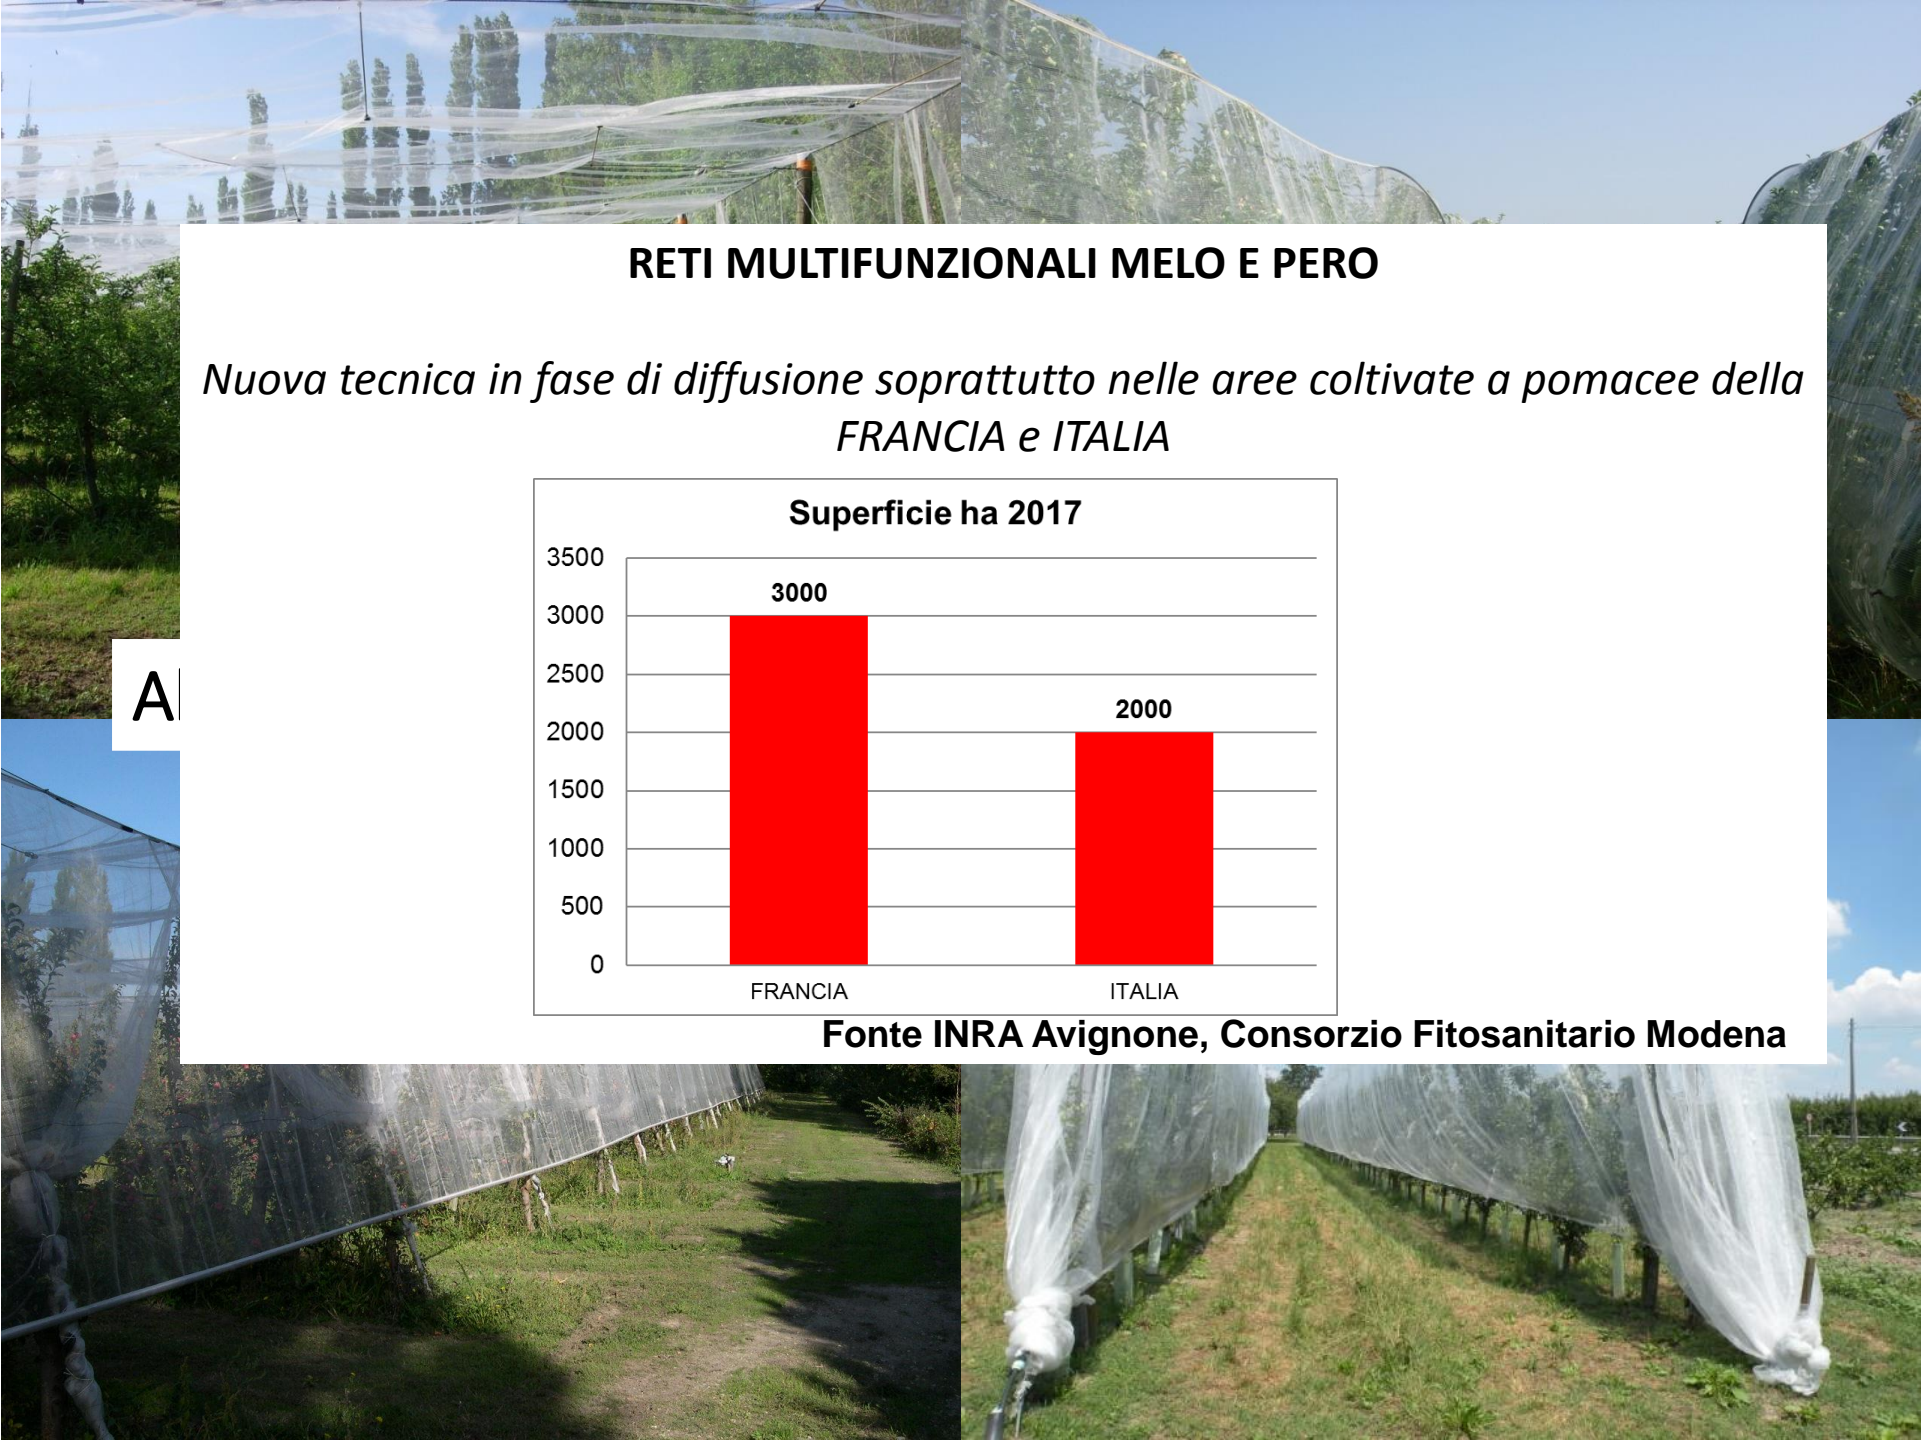 RETI MULTIFUNZIONALI MELO E PERO
Nuova tecnica in fase di diffusione soprattutto nelle aree coltivate a pomacee della
FRANCIA e ITALIA
Superficie ha 2017
3500
3000
2500
2000
1500
1000
500
0
3000
2000
FRANCIA
ITALIA
Fonte INRA Avignone, Consorzio Fitosanitario Modena